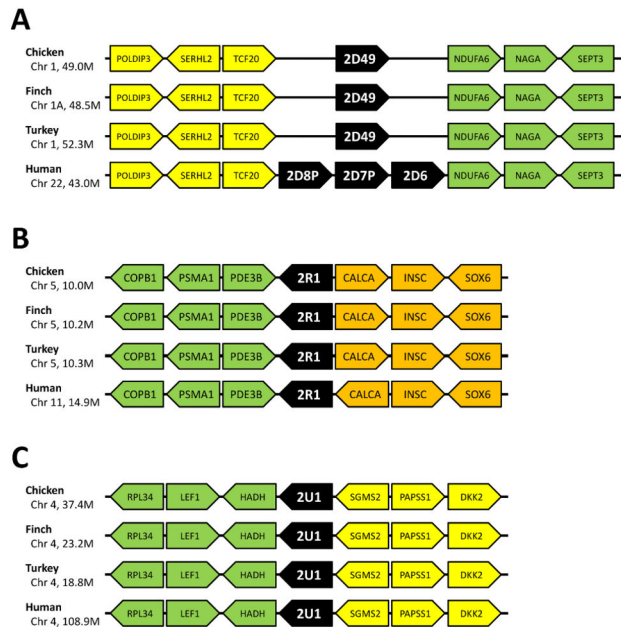 A
Chicken
Chr 1, 49.0M
POLDIP3 SERHL2 TCF20 2D49 NDUFA6 NAGA SEPT3
Finch
Chr 1A, 48.5M
POLDIP3 SERHL2 TCF20 2D49 NDUFA6 NAGA SEPT3
Turkey
Chr 1, 52.3M
POLDIP3 SERHL2 TCF20 2D49 NDUFA6 NAGA SEPT3
Human
Chr 22, 43.0M
POLDIP3 SERHL2 TCF20 2D8P 2D7P 2D6 NDUFA6 NAGA SEPT3
B
Chicken
Chr 5, 10.0M
COPB1 PSMA1 PDE3B 2R1 CALCA INSC SOX6
Finch
Chr 5, 10.2M
COPB1 PSMA1 PDE3B 2R1 CALCA INSC SOX6
Turkey
Chr 5, 10.3M
COPB1 PSMA1 PDE3B 2R1 CALCA INSC SOX6
Human
Chr 11, 14.9M
COPB1 PSMA1 PDE3B 2R1 CALCA INSC SOX6
C
Chicken
Chr 4, 37.4M
RPL34 LEF1 HADH 2U1 SGMS2 PAPSS1 DKK2
Finch
Chr 4, 23.2M
RPL34 LEF1 HADH 2U1 SGMS2 PAPSS1 DKK2
Turkey
Chr 4, 18.8M
RPL34 LEF1 HADH 2U1 SGMS2 PAPSS1 DKK2
Human
Chr 4, 108.9M
RPL34 LEF1 HADH 2U1 SGMS2 PAPSS1 DKK2